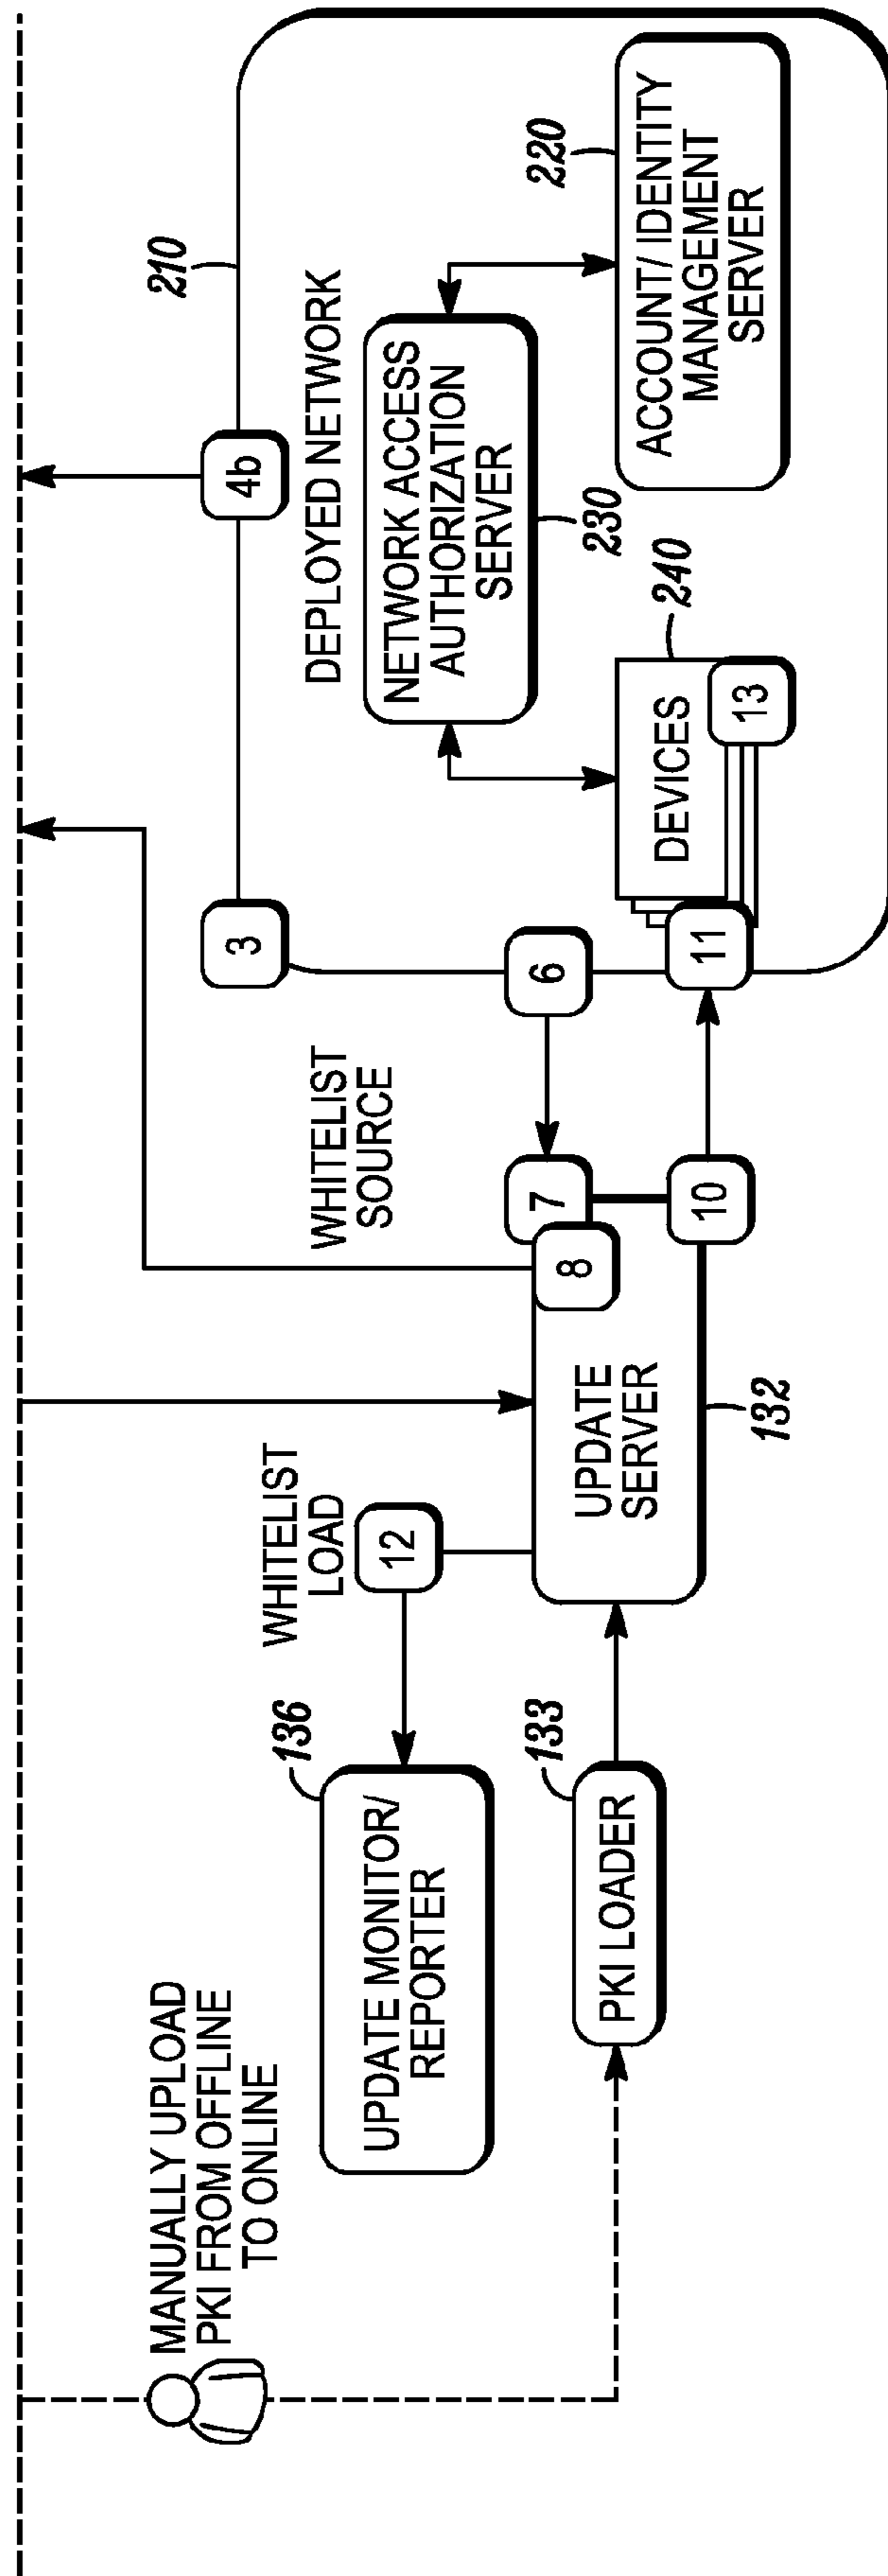 MANUALLY UPLOAD
PKI FROM OFFLINE
TO ONLINE
136
UPDATE MONITOR/
REPORTER
133
PKI LOADER
WHITELIST
LOAD
12
UPDATE
SERVER
132
WHITELIST
SOURCE
7
8
10
3
6
11
4b
210
DEPLOYED NETWORK
NETWORK ACCESS
AUTHORIZATION
SERVER
230
240
DEVICES
13
220
ACCOUNT/ IDENTITY
MANAGEMENT
SERVER